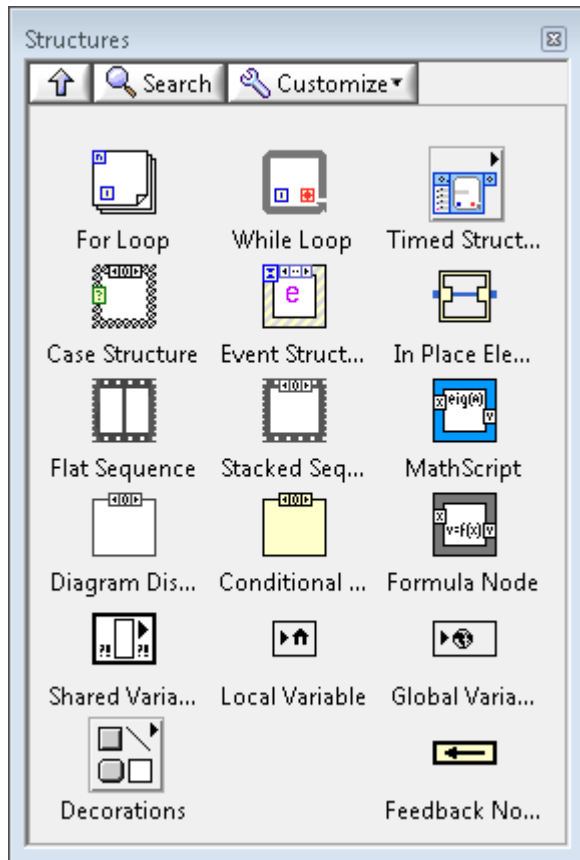 Structures
Search Customize
For Loop While Loop Timed Struct...
Case Structure Event Struct... In Place Ele...
Flat Sequence Stacked Seq... MathScript
Diagram Dis... Conditional ... Formula Node
Shared Varia... Local Variable Global Varia...
Decorations Feedback No...